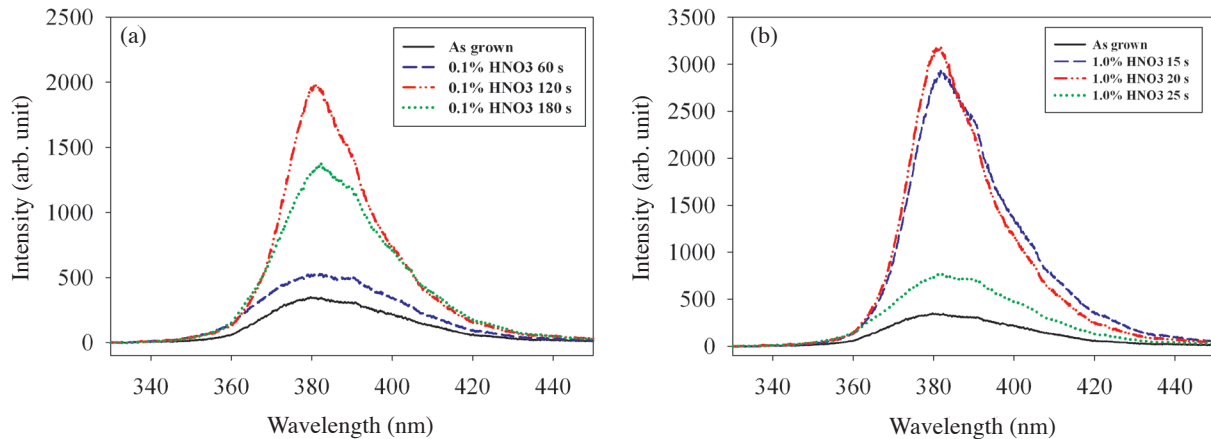 (a)
As grown
0.1% HNO3 60 s
0.1% HNO3 120 s
0.1% HNO3 180 s
2500
2000
1500
1000
500
0
Intensity (arb. unit)
340 360 380 400 420 440
Wavelength (nm)
(b)
As grown
1.0% HNO3 15 s
1.0% HNO3 20 s
1.0% HNO3 25 s
3500
3000
2500
2000
1500
1000
500
0
Intensity (arb. unit)
340 360 380 400 420 440
Wavelength (nm)